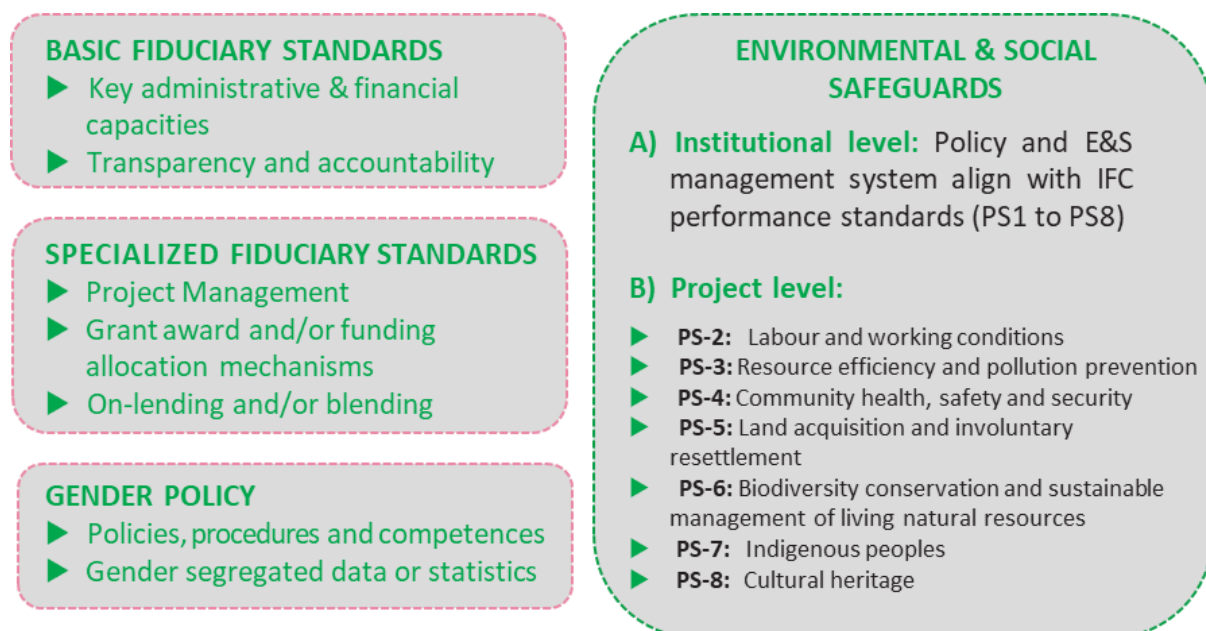 BASIC FIDUCIARY STANDARDS
▶ Key administrative & financial
capacities
▶ Transparency and accountability
SPECIALIZED FIDUCIARY STANDARDS
▶ Project Management
▶ Grant award and/or funding
allocation mechanisms
▶ On-lending and/or blending
GENDER POLICY
▶ Policies, procedures and competences
▶ Gender segregated data or statistics
ENVIRONMENTAL & SOCIAL
SAFEGUARDS
A) Institutional level: Policy and E&S
management system align with IFC
performance standards (PS1 to PS8)
B) Project level:
▶ PS-2: Labour and working conditions
▶ PS-3: Resource efficiency and pollution prevention
▶ PS-4: Community health, safety and security
▶ PS-5: Land acquisition and involuntary
resettlement
▶ PS-6: Biodiversity conservation and sustainable
management of living natural resources
▶ PS-7: Indigenous peoples
▶ PS-8: Cultural heritage